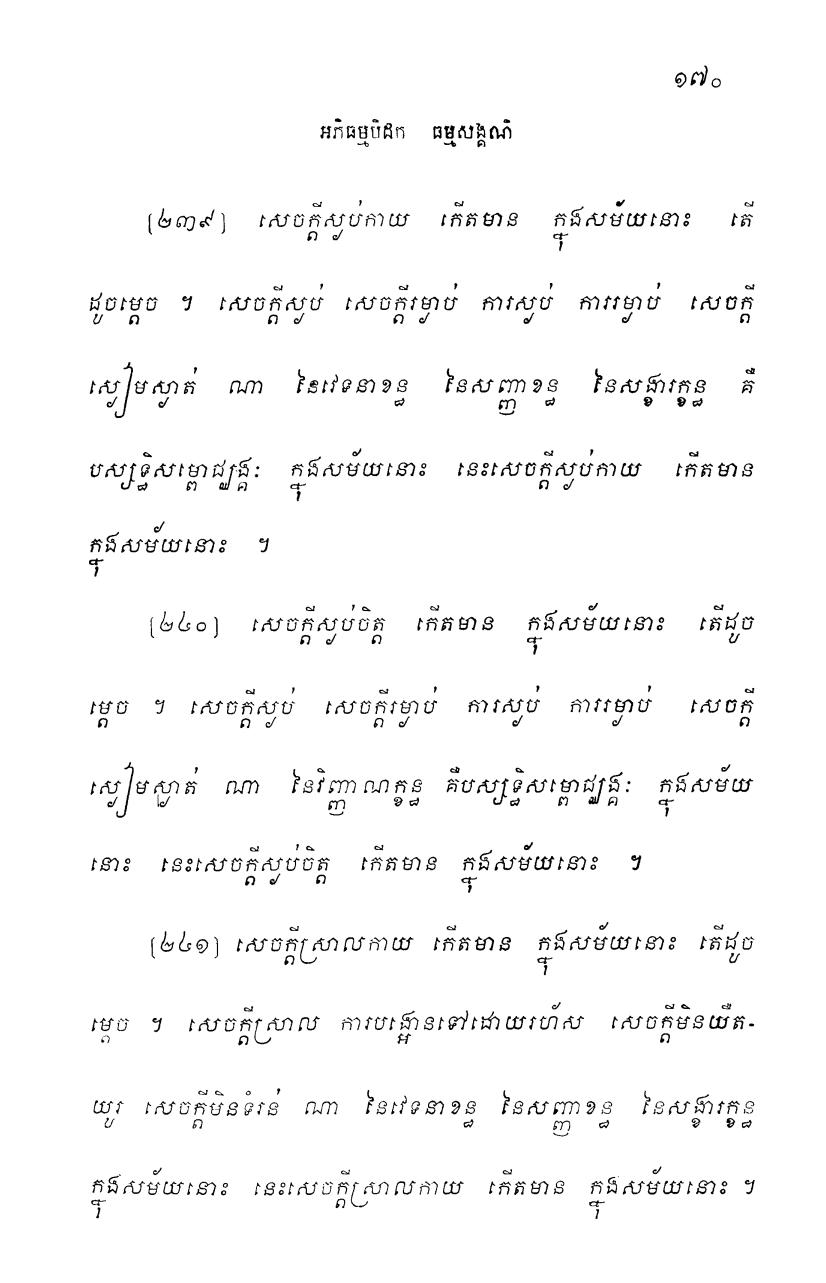 ១៧០
អភិធម្មបិដក ធម្មសង្គណិ
[២៣៩] សេចក្តីស្ងប់កាយ កើតមាន ក្នុងសម័យនោះ តើ
ដូចម្តេច ។ សេចក្តីស្ងប់ សេចក្តីរម្ងាប់ ការស្ងប់ ការរម្ងាប់ សេចក្តី
ស្ងៀមស្ងាត់ ណា នៃវេទនាខន្ធ នៃសញ្ញាខន្ធ នៃសង្ខារក្ខន្ធ គឺ
បស្សទ្ធិសម្ពោជ្ឈង្គៈ ក្នុងសម័យនោះ នេះសេចក្តីស្ងប់កាយ កើតមាន
ក្នុងសម័យនោះ ។
[២៤០] សេចក្តីស្ងប់ចិត្ត កើតមាន ក្នុងសម័យនោះ តើដូច
ម្តេច ។ សេចក្តីស្ងប់ សេចក្តីរម្ងាប់ ការស្ងប់ ការរម្ងាប់ សេចក្តី
ស្ងៀមស្ងាត់ ណា នៃវិញ្ញាណក្ខន្ធ គឺបស្សទ្ធិសម្ពោជ្ឈង្គៈ ក្នុងសម័យ
នោះ នេះសេចក្តីស្ងប់ចិត្ត កើតមាន ក្នុងសម័យនោះ ។
[២៤១] សេចក្តីស្រាលកាយ កើតមាន ក្នុងសម័យនោះ តើដូច
ម្តេច ។ សេចក្តីស្រាល ការបង្អោនទៅដោយរហ័ស សេចក្តីមិនយឺត-
យូរ សេចក្តីមិនទំរន់ ណា នៃវេទនាខន្ធ នៃសញ្ញាខន្ធ នៃសង្ខារក្ខន្ធ
ក្នុងសម័យនោះ នេះសេចក្តីស្រាលកាយ កើតមាន ក្នុងសម័យនោះ ។